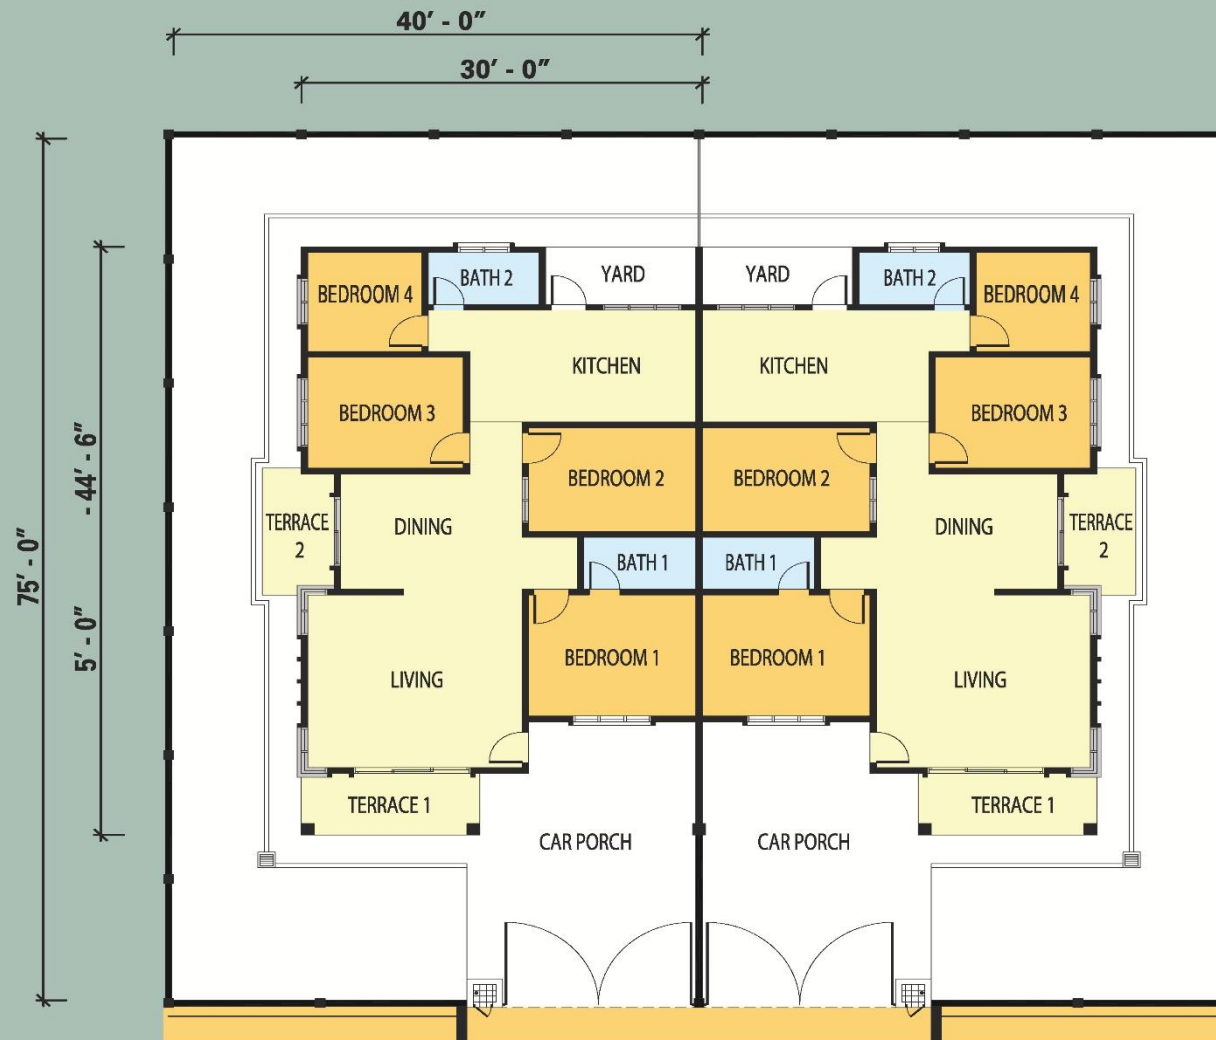 40' - 0"
30' - 0"
BATH 2
YARD
YARD
BATH 2
BEDROOM 4
BEDROOM 4
KITCHEN
KITCHEN
BEDROOM 3
BEDROOM 3
- 44' - 6"
BEDROOM 2
BEDROOM 2
TERRACE
2
DINING
DINING
TERRACE
2
75' - 0"
BATH 1
BATH 1
5' - 0"
BEDROOM 1
BEDROOM 1
LIVING
LIVING
TERRACE 1
TERRACE 1
CAR PORCH
CAR PORCH